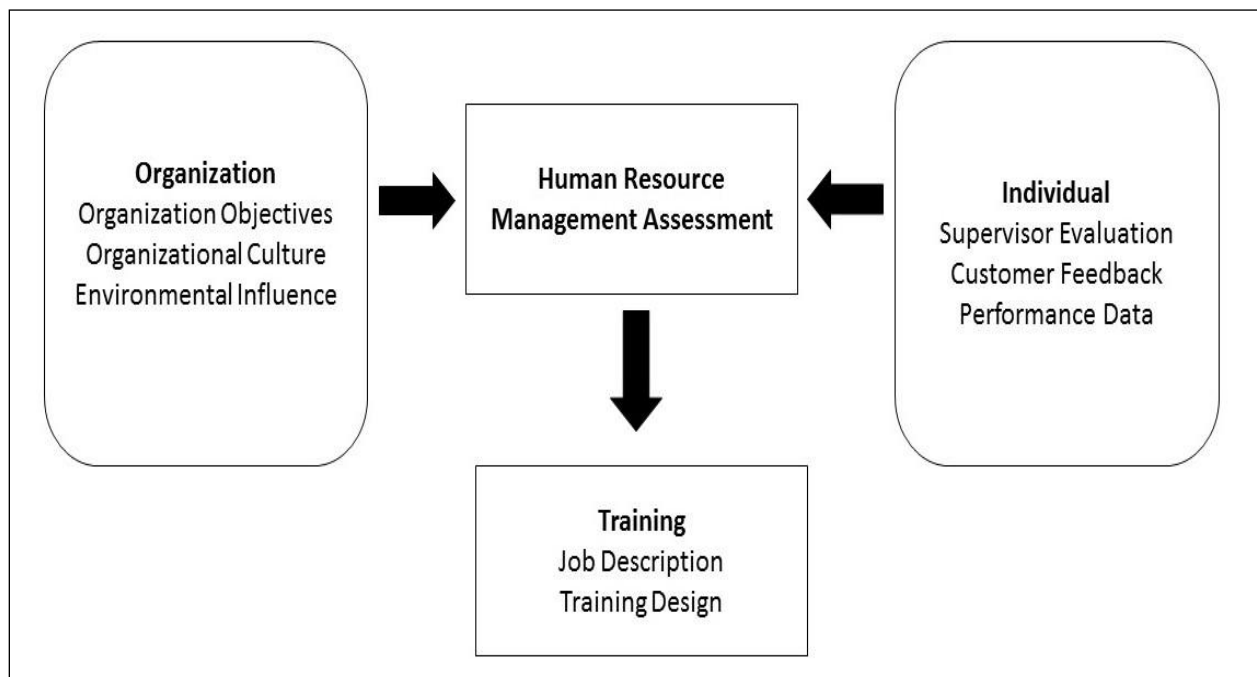 Organization
Organization Objectives
Organizational Culture
Environmental Influence
Human Resource
Management Assessment
Individual
Supervisor Evaluation
Customer Feedback
Performance Data
Training
Job Description
Training Design